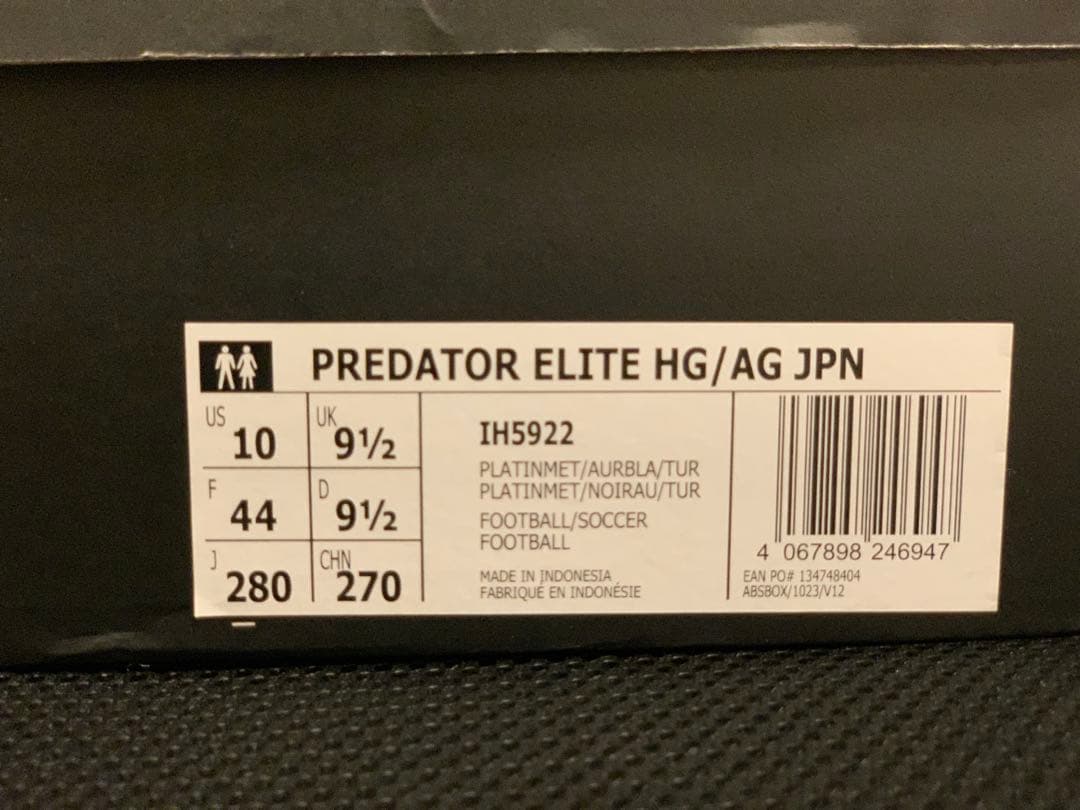 PREDATOR ELITE HG/AG JPN
US 10 UK 9½
F 44 D 9½
J 280 CHN 270
IH5922
PLATINMET/AURBLA/TUR
PLATINMET/NOIRAU/TUR
FOOTBALL/SOCCER
FOOTBALL
MADE IN INDONESIA
FABRIQUÉ EN INDONÉSIE
4 067898 246947
EAN PO# 134748404
ABSBOX/1023/V12